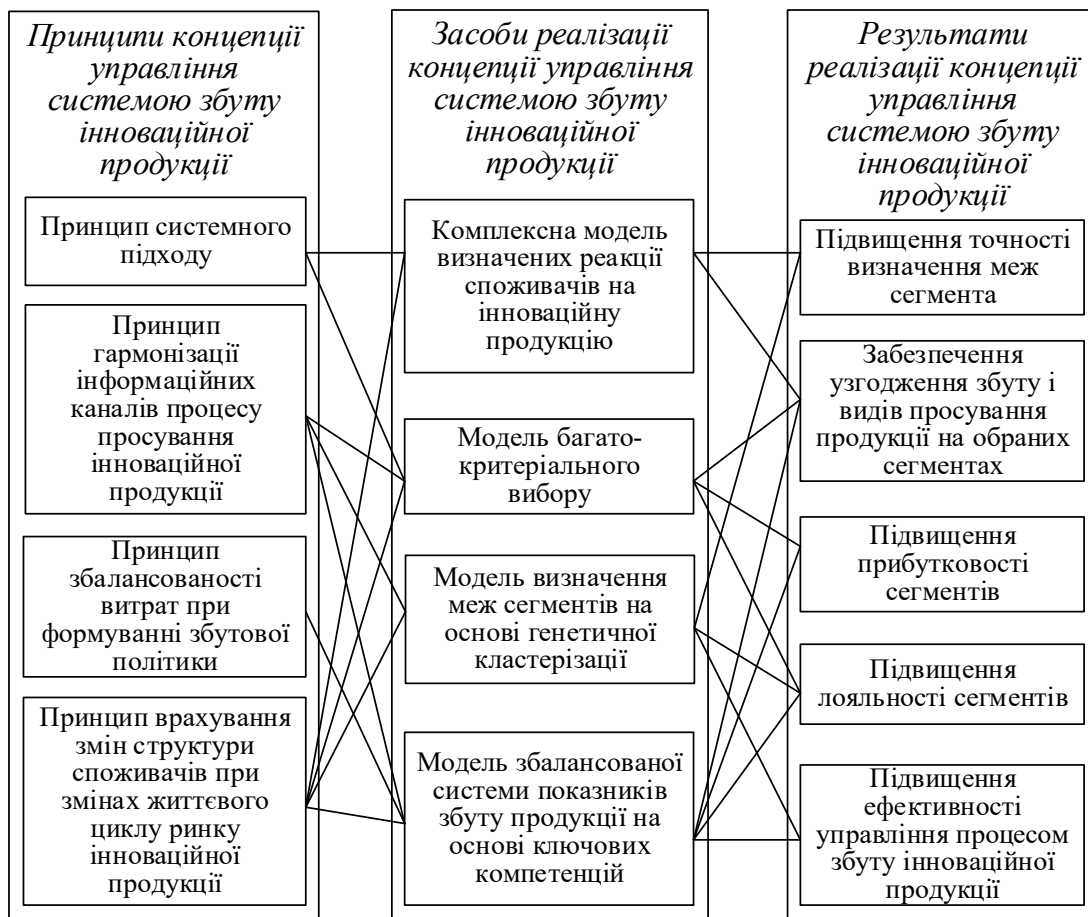 Принципи концепції
управління
системою збуту
інноваційної
продукції
Принцип системного
підходу
Принцип
гармонізації
інформаційних
каналів процесу
просування
інноваційної
продукції
Принцип
збалансованості
витрат при
формуванні збутової
політики
Принцип врахування
змін структури
споживачів при
змінах життєвого
циклу ринку
інноваційної
продукції
Засоби реалізації
концепції управління
системою збуту
інноваційної
продукції
Комплексна модель
визначених реакції
споживачів на
інноваційну
продукцію
Модель багато-
критеріального
вибору
Модель визначення
меж сегментів на
основі генетичної
кластерізації
Модель збалансованої
системи показників
збуту продукції на
основі ключових
компетенцій
Результати
реалізації концепції
управління
системою збуту
інноваційної
продукції
Підвищення точності
визначення меж
сегмента
Забезпечення
узгодження збуту і
видів просування
продукції на обраних
сегментах
Підвищення
прибутковості
сегментів
Підвищення
лояльності сегментів
Підвищення
ефективності
управління процесом
збуту інноваційної
продукції